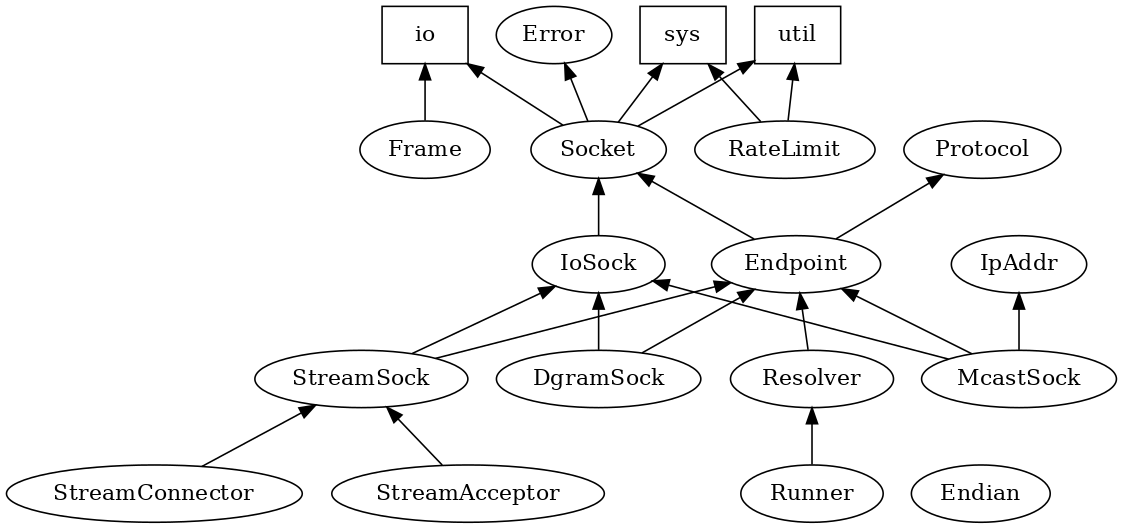 io
Error
sys
util
Frame
Socket
RateLimit
Protocol
IoSock
Endpoint
IpAddr
StreamSock
DgramSock
Resolver
McastSock
StreamConnector
StreamAcceptor
Runner
Endian